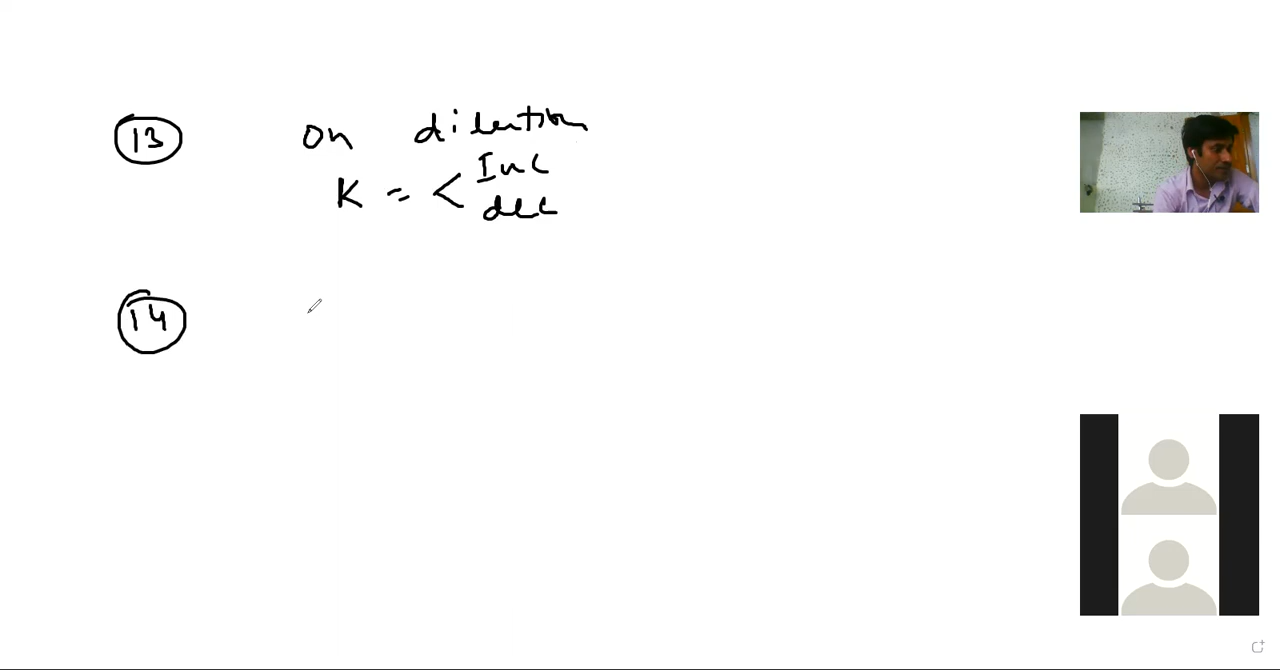 13 on dilution
K = < Inc
dec
14